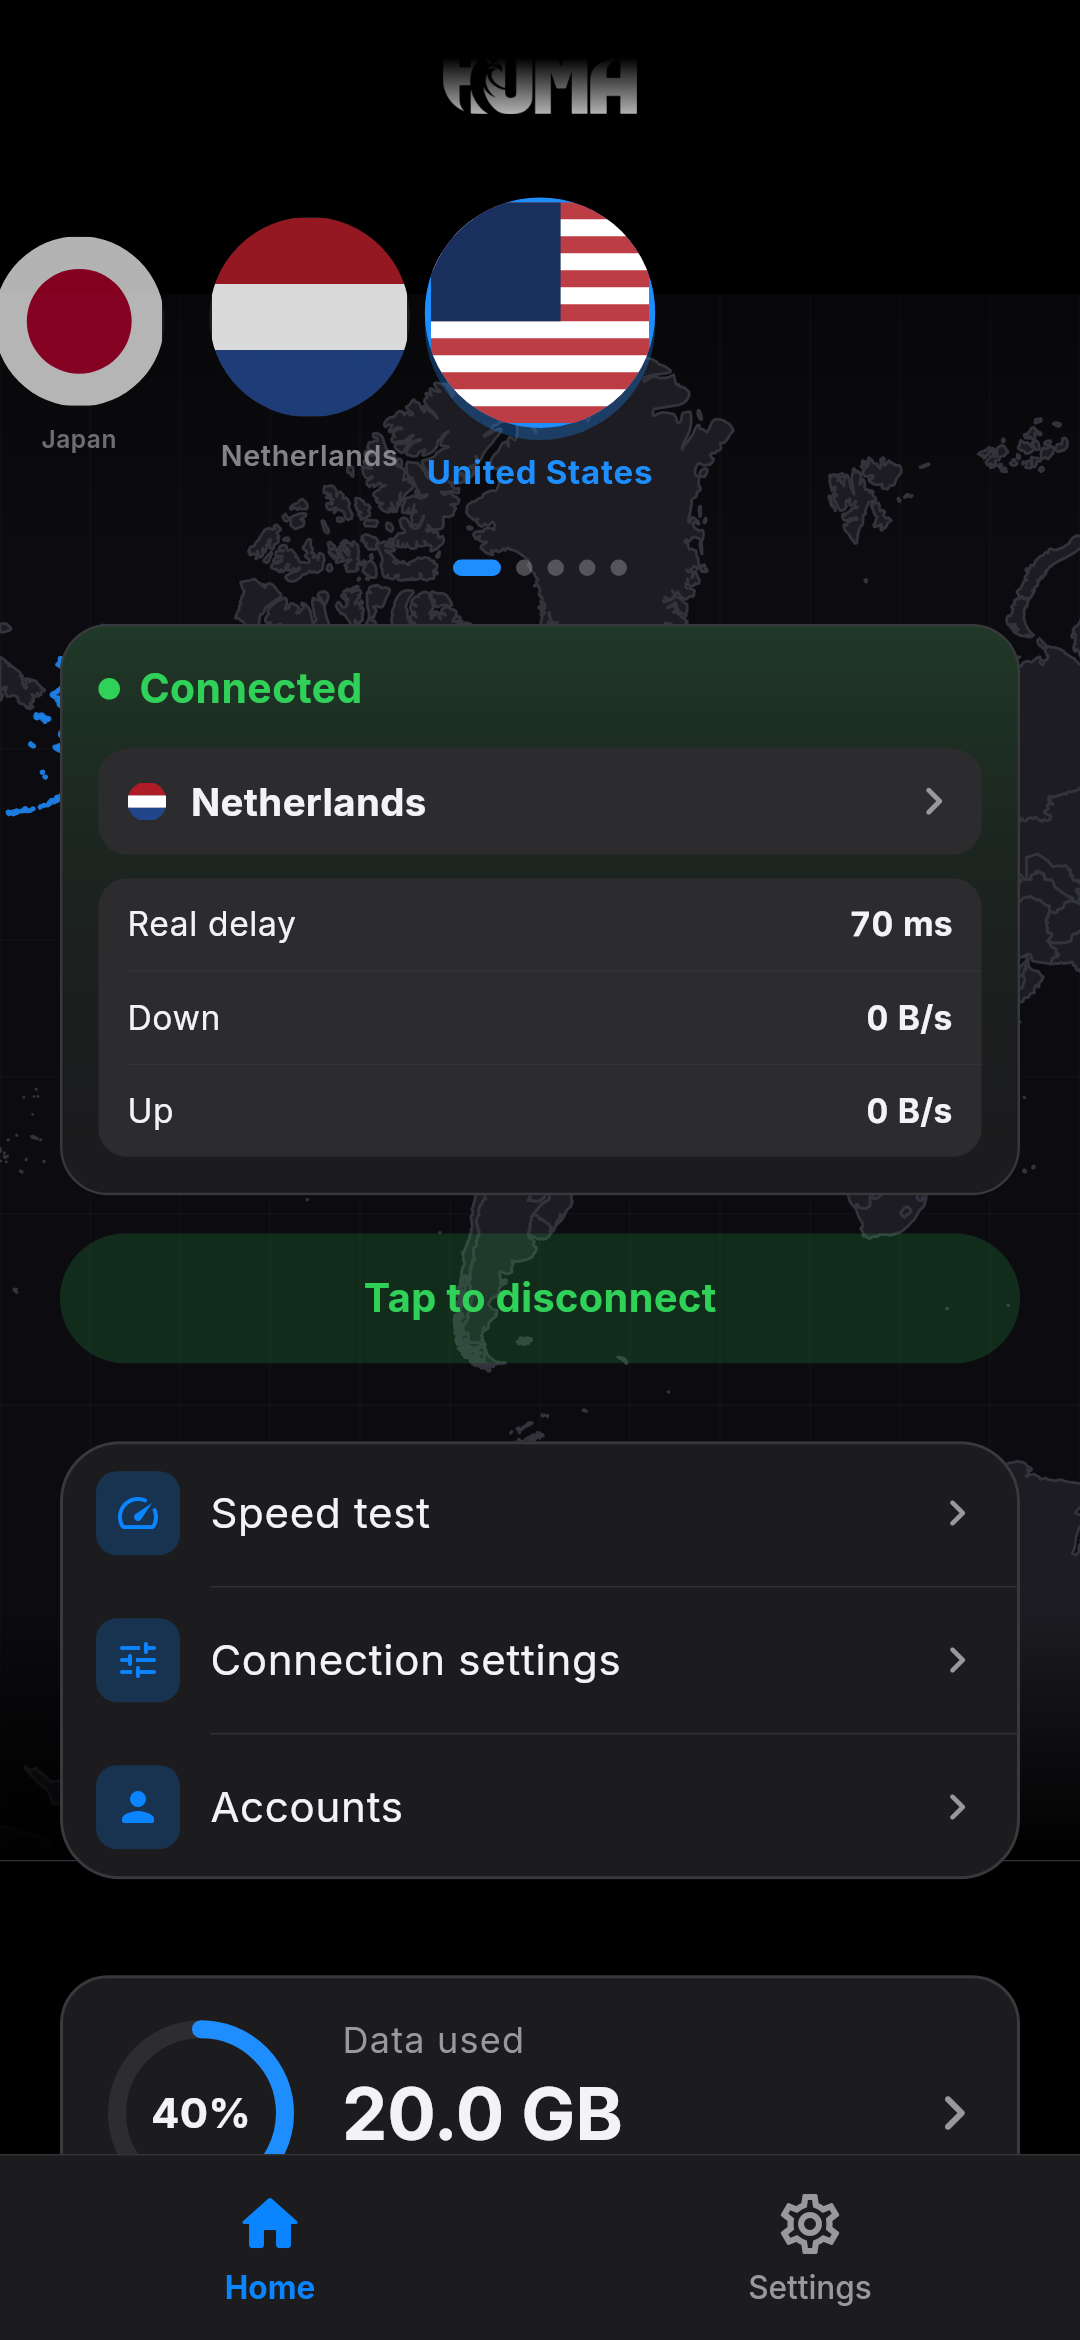 Japan
Netherlands
United States
Connected
Netherlands
Real delay
70 ms
Down
0 B/s
Up
0 B/s
Tap to disconnect
Speed test
Connection settings
Accounts
40%
Data used
20.0 GB
Home
Settings